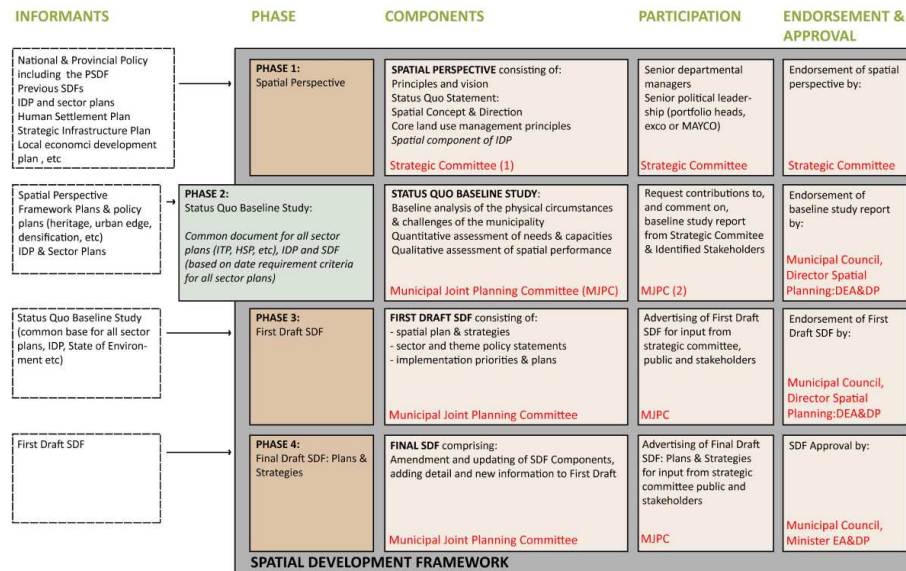 INFORMANTS
PHASE
COMPONENTS
PARTICIPATION
ENDORSEMENT &
APPROVAL
National & Provincial Policy
including the PSDF
Previous SDFs
IDP and sector plans
Human Settlement Plan
Strategic Infrastructure Plan
Local economci development
plan , etc
PHASE 1:
Spatial Perspective
SPATIAL PERSPECTIVE consisting of:
Principles and vision
Status Quo Statement:
Spatial Concept & Direction
Core land use management principles
Spatial component of IDP
Strategic Committee (1)
Senior departmental
managers
Senior political leader-
ship (portfolio heads,
exco or MAYCO)
Strategic Committee
Endorsement of spatial
perspective by:
Strategic Committee
Spatial Perspective
Framework Plans & policy
plans (heritage, urban edge,
densification, etc)
IDP & Sector Plans
PHASE 2:
Status Quo Baseline Study:
Common document for all sector
plans (ITP, HSP, etc), IDP and SDF
(based on date requirement criteria
for all sector plans)
STATUS QUO BASELINE STUDY:
Baseline analysis of the physical circumstances
& challenges of the municipality
Quantitative assessment of needs & capacities
Qualitative assessment of spatial performance
Municipal Joint Planning Committee (MJPC)
Request contributions to,
and comment on,
baseline study report
from Strategic Commitee
& Identified Stakeholders
MJPC (2)
Endorsement of
baseline study report by:
Municipal Council,
Director Spatial
Planning:DEA&DP
Status Quo Baseline Study
(common base for all sector
plans, IDP, State of Environ-
ment etc)
PHASE 3:
First Draft SDF
FIRST DRAFT SDF consisting of:
- spatial plan & strategies
- sector and theme policy statements
- implementation priorities & plans
Municipal Joint Planning Committee
Advertising of First Draft
SDF for input from
strategic committee,
public and stakeholders
MJPC
Endorsement of First
Draft SDF by:
Municipal Council,
Director Spatial
Planning:DEA&DP
First Draft SDF
PHASE 4:
Final Draft SDF: Plans &
Strategies
FINAL SDF comprising:
Amendment and updating of SDF Components,
adding detail and new information to First Draft
Municipal Joint Planning Committee
Advertising of Final Draft
SDF: Plans & Strategies
for input from strategic
committee public and
stakeholders
MJPC
SDF Approval by:
Municipal Council,
Minister EA&DP
SPATIAL DEVELOPMENT FRAMEWORK